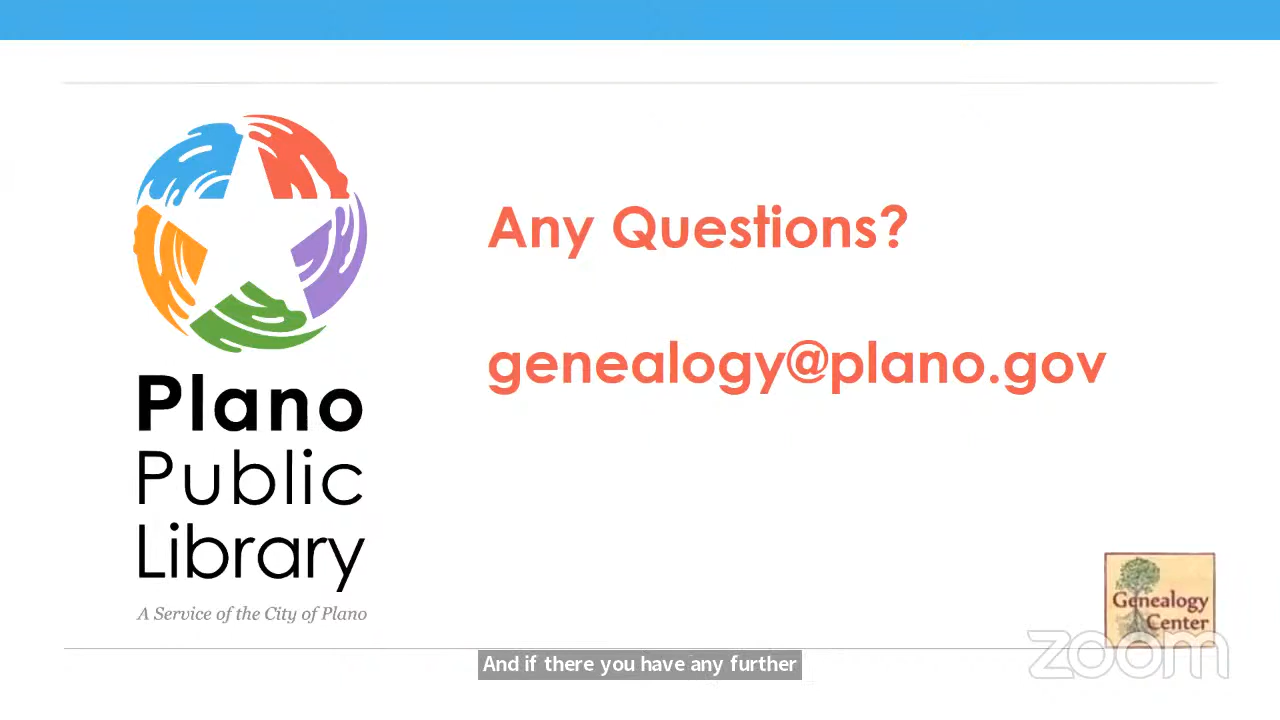 Any Questions?
genealogy@plano.gov
Plano
Public
Library
A Service of the City of Plano
Genealogy
Center
zoom
And if there you have any further